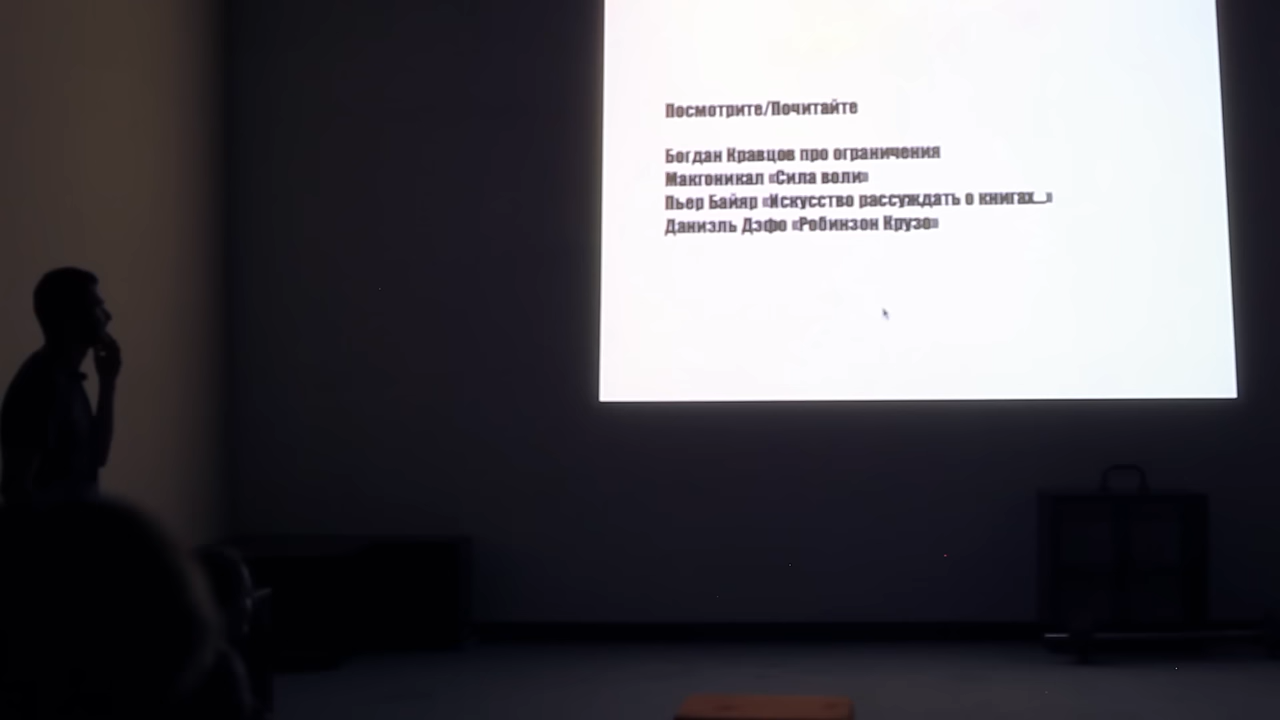 Посмотрите/Почитайте
Богдан Кравцов про ограничения
Макгоникал «Сила воли»
Пьер Байяр «Искусство рассуждать о книгах...»
Даниэль Дэфо «Робинзон Крузо»